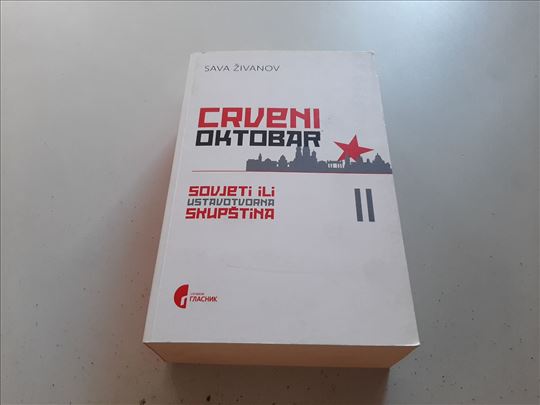 SAVA ŽIVANOV
CRVENI
OKTOBAR
SOVJETI ILI
USTAVOTVORNA
SKUPŠTINA
II
ГЛАСНИК